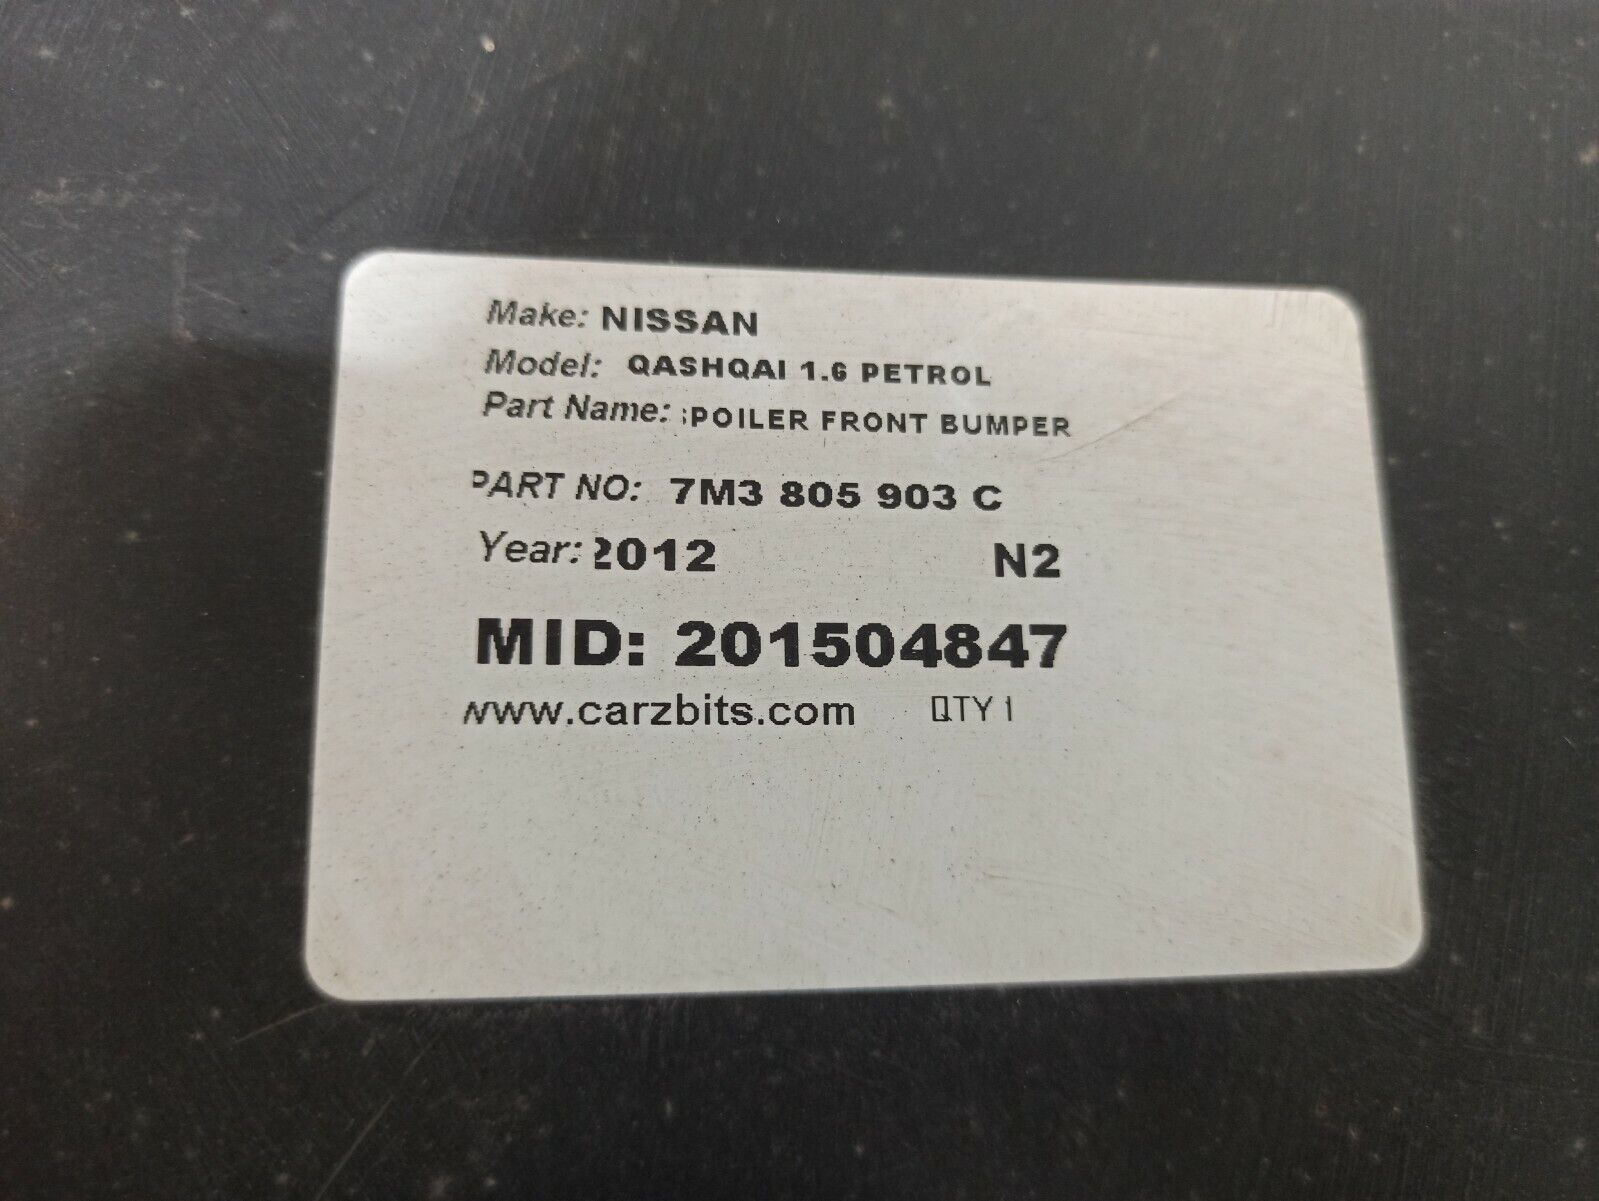 Make: NISSAN
Model: QASHQAI 1.6 PETROL
Part Name: SPOILER FRONT BUMPER
PART NO: 7M3 805 903 C
Year: 2012 N2
MID: 201504847
www.carzbits.com QTY 1